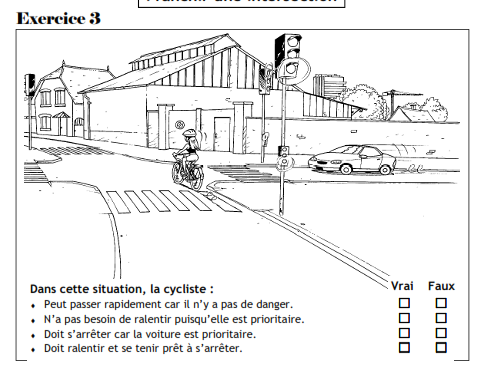 Franchir une intersection
Exercice 3
Dans cette situation, la cycliste :
Vrai Faux
♦ Peut passer rapidement car il n'y a pas de danger.
♦ N'a pas besoin de ralentir puisqu'elle est prioritaire.
♦ Doit s'arrêter car la voiture est prioritaire.
♦ Doit ralentir et se tenir prêt à s'arrêter.